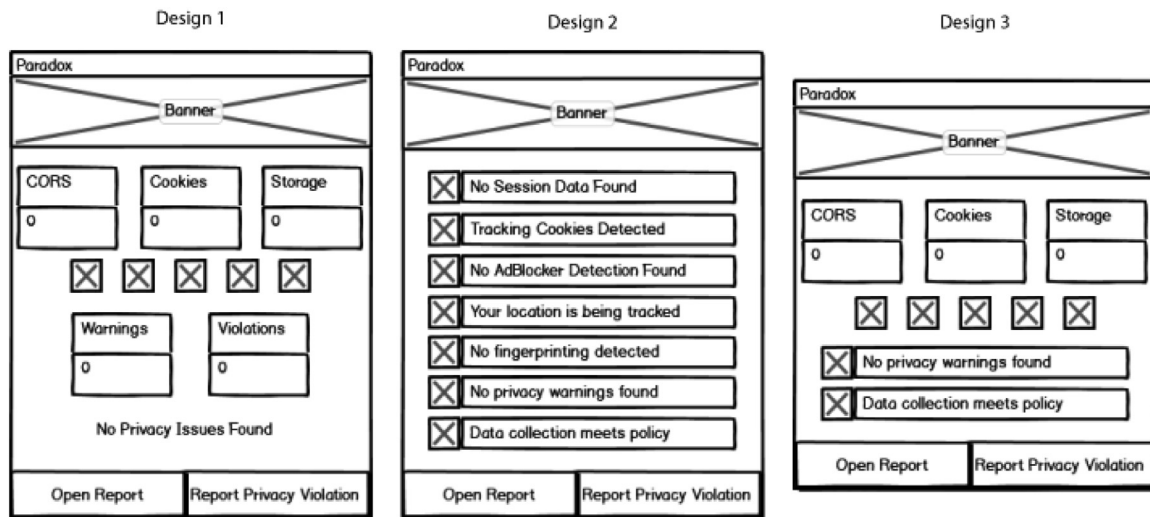 Design 1
Paradox
Banner
CORS Cookies Storage
0 0 0
Warnings Violations
0 0
No Privacy Issues Found
Open Report Report Privacy Violation
Design 2
Paradox
Banner
No Session Data Found
Tracking Cookies Detected
No AdBlocker Detection Found
Your location is being tracked
No fingerprinting detected
No privacy warnings found
Data collection meets policy
Open Report Report Privacy Violation
Design 3
Paradox
Banner
CORS Cookies Storage
0 0 0
No privacy warnings found
Data collection meets policy
Open Report Report Privacy Violation